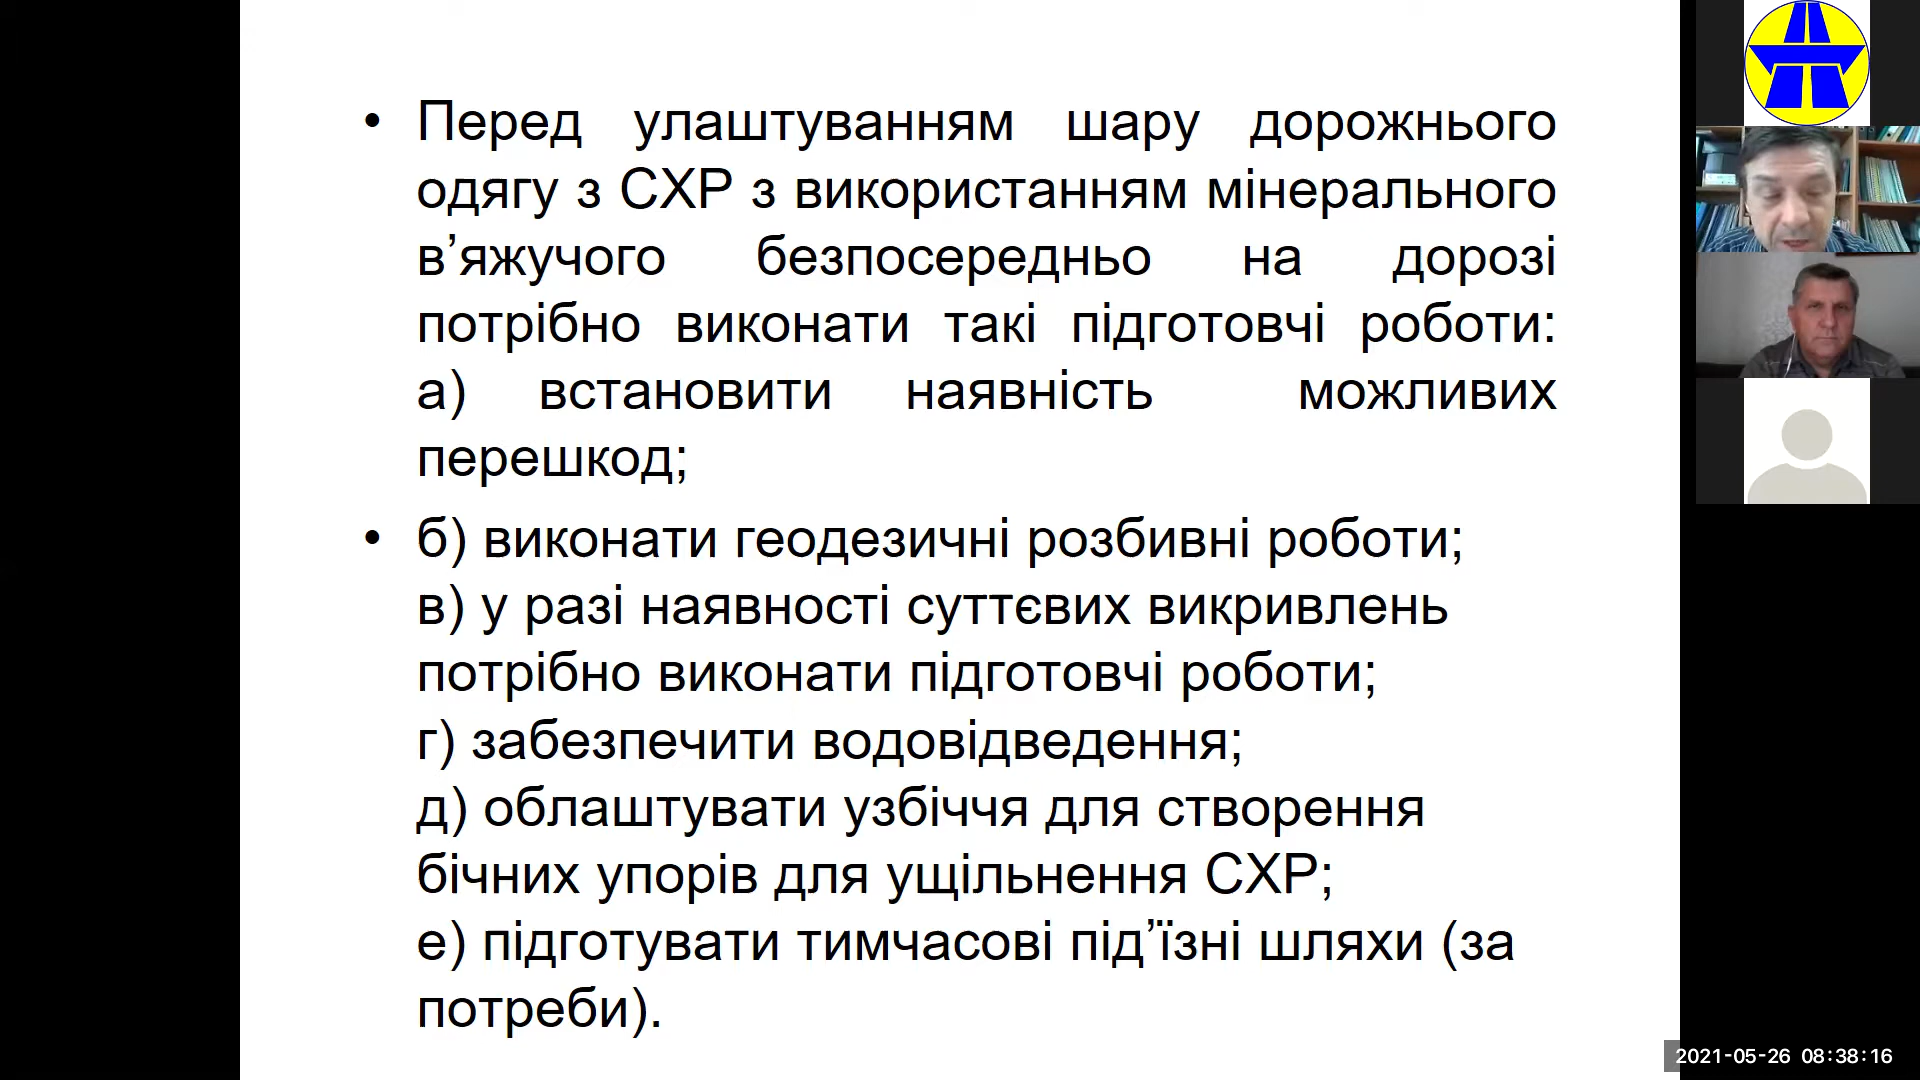 • Перед улаштуванням шару дорожнього
одягу з СХР з використанням мінерального
в’яжучого безпосередньо на дорозі
потрібно виконати такі підготовчі роботи:
а) встановити наявність можливих
перешкод;
• б) виконати геодезичні розбивні роботи;
в) у разі наявності суттєвих викривлень
потрібно виконати підготовчі роботи;
г) забезпечити водовідведення;
д) облаштувати узбіччя для створення
бічних упорів для ущільнення СХР;
е) підготувати тимчасові під’їзні шляхи (за
потреби).
2021-05-26 08:38:16